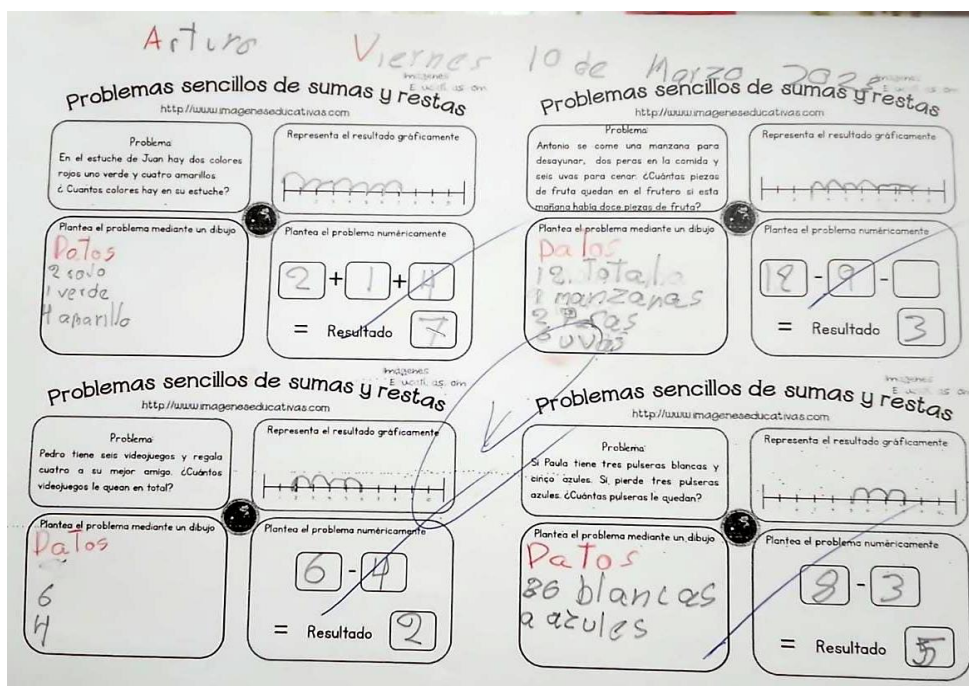 Arturo Viernes 10 de Marzo
Problemas sencillos de sumas y restas
http://www.imageneseducativas.com
Problema
En el estuche de Juan hay dos colores
rojos uno verde y cuatro amarillos
¿ Cuantos colores hay en su estuche?
Representa el resultado gráficamente
Plantea el problema mediante un dibujo
Datos
1 verde
4 amarillo
Plantea el problema numéricamente
2 + 1 + 4
= Resultado 7
Problemas sencillos de sumas y restas
http://www.imageneseducativas.com
Problema
Antonio se come una manzana para
desayunar, dos peras en la comida y
seis uvas para cenar. ¿Cuántas piezas
de fruta quedan en el frutero si esta
mañana había doce piezas de fruta?
Representa el resultado gráficamente
Plantea el problema mediante un dibujo
Datos
manzanas
uvas
Plantea el problema numéricamente
12 - 9 -
= Resultado 3
Problemas sencillos de sumas y restas
http://www.imageneseducativas.com
Problema
Pedro tiene seis videojuegos y regala
cuatro a su mejor amigo. ¿Cuántos
videojuegos le quean en total?
Representa el resultado gráficamente
Plantea el problema mediante un dibujo
Datos
6
4
Plantea el problema numéricamente
6 - 4
= Resultado 2
Problemas sencillos de sumas y restas
http://www.imageneseducativas.com
Problema
Si Paula tiene tres pulseras blancas y
cinco azules. Si, pierde tres pulseras
azules. ¿Cuántas pulseras le quedan?
Representa el resultado gráficamente
Plantea el problema mediante un dibujo
Datos
blancas
azules
Plantea el problema numéricamente
8 - 3
= Resultado 5